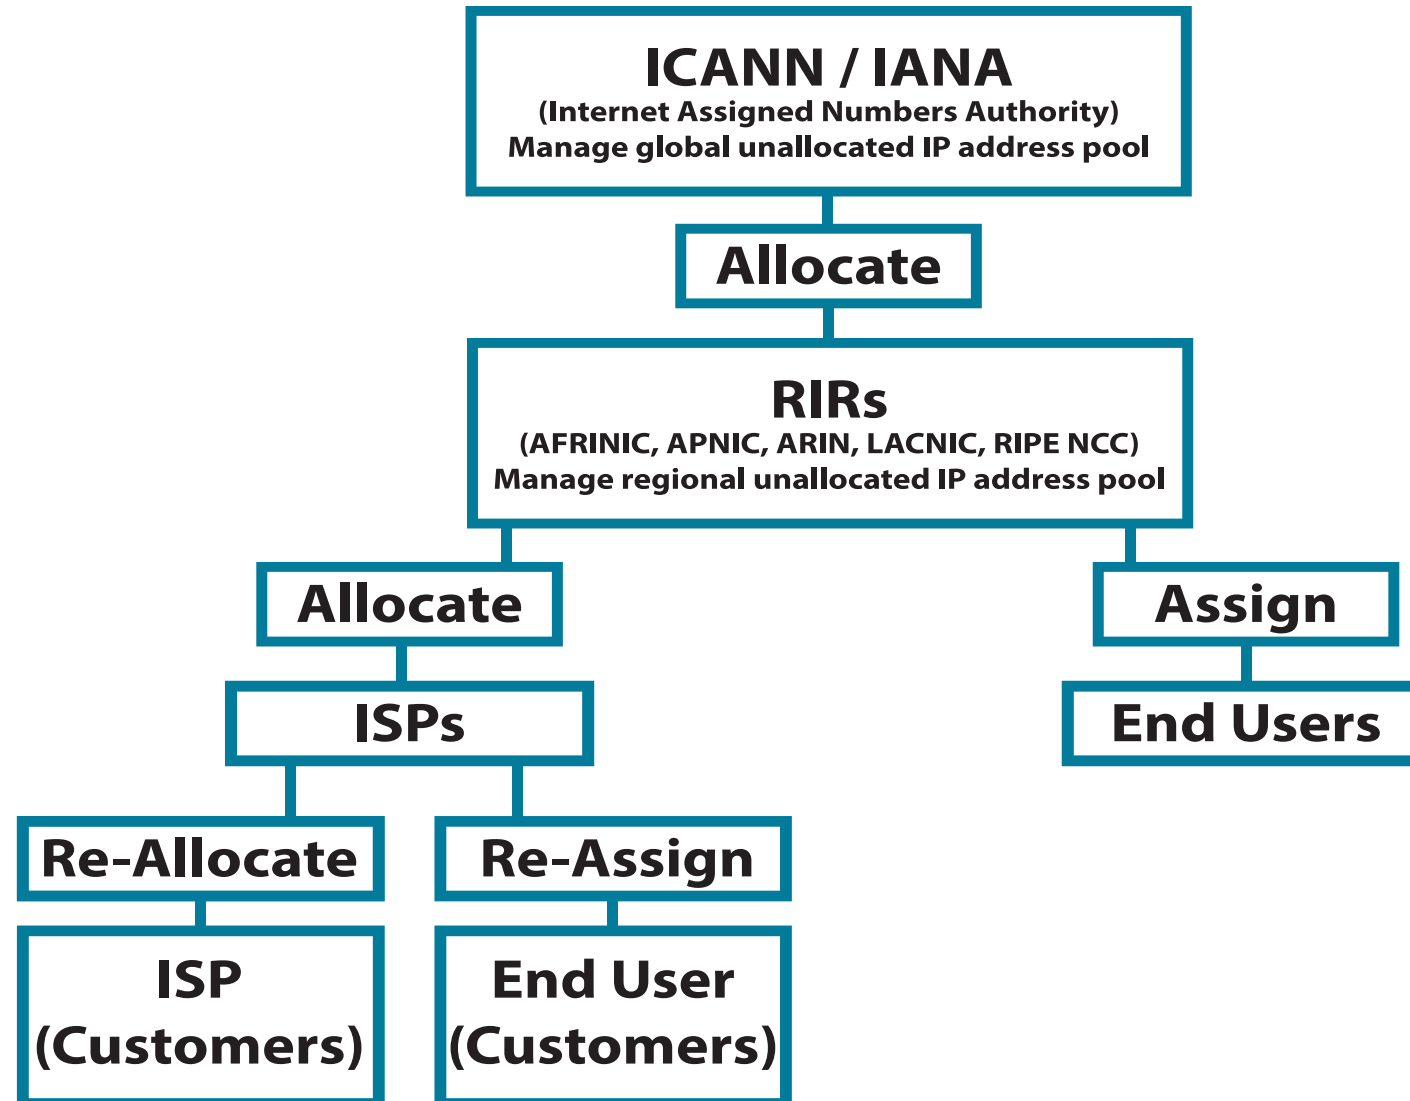 ICANN / IANA
(Internet Assigned Numbers Authority)
Manage global unallocated IP address pool
Allocate
RIRs
(AFRINIC, APNIC, ARIN, LACNIC, RIPE NCC)
Manage regional unallocated IP address pool
Allocate
Assign
ISPs
End Users
Re-Allocate
Re-Assign
ISP
(Customers)
End User
(Customers)